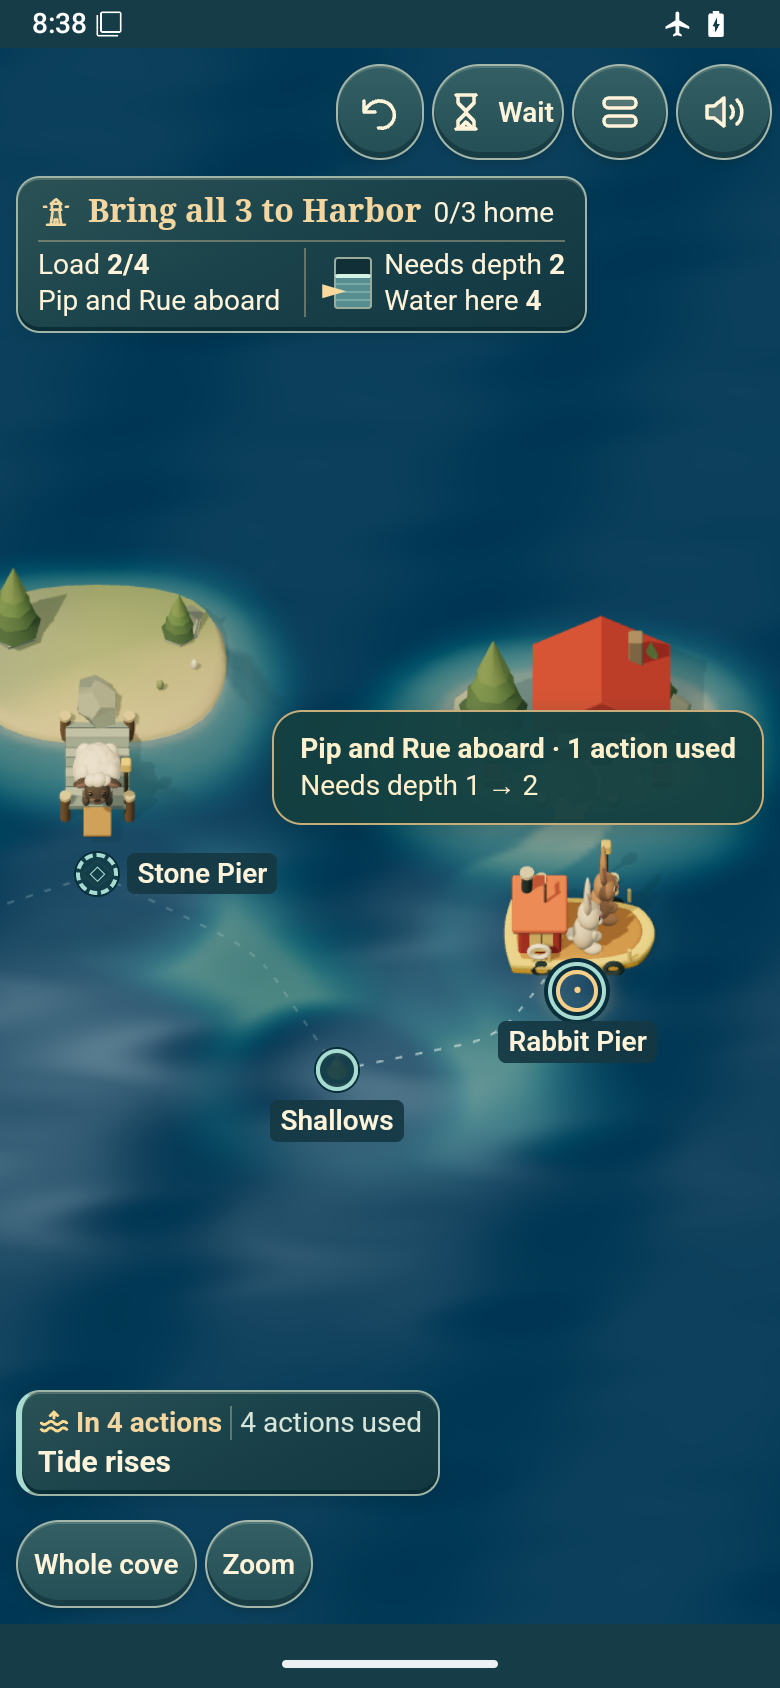 8:38
Wait
Bring all 3 to Harbor 0/3 home
Load 2/4
Pip and Rue aboard
Needs depth 2
Water here 4
Pip and Rue aboard · 1 action used
Needs depth 1 → 2
Stone Pier
Rabbit Pier
Shallows
In 4 actions
4 actions used
Tide rises
Whole cove
Zoom